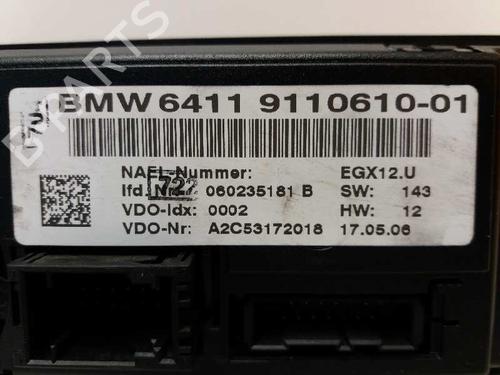 B PARTS
BMW 6411 9110610-01
NAEL-Nummer: EGX12.U
lfd.Nr.: 060235181 B SW: 143
722
VDO-Idx: 0002 HW: 12
VDO-Nr: A2C53172018 17.05.06